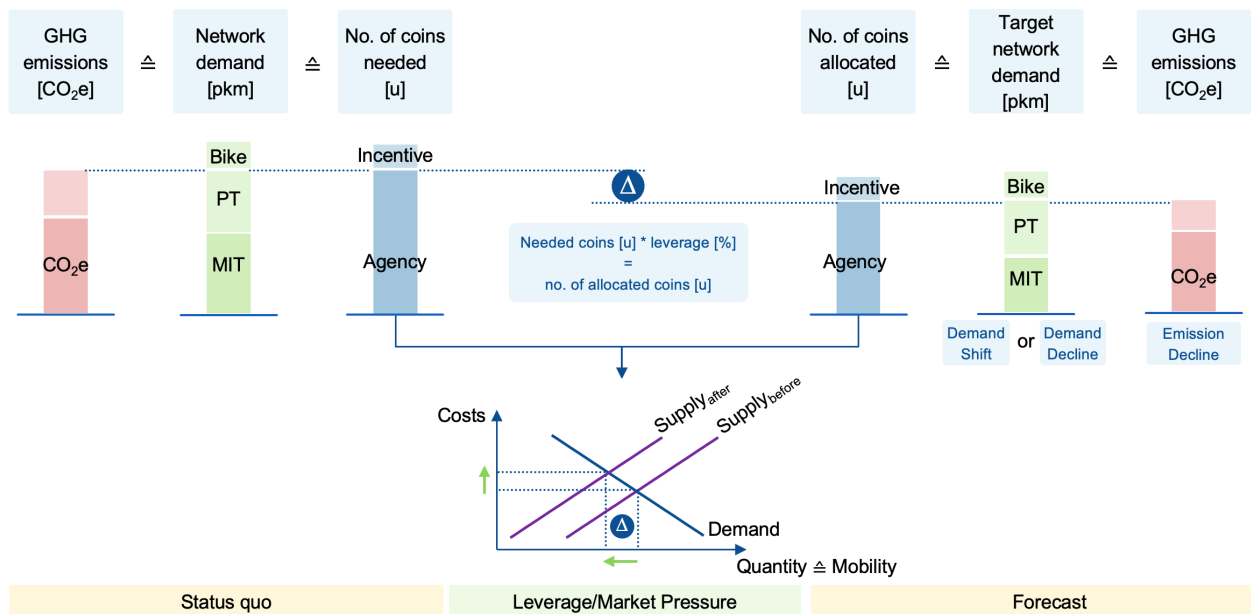 GHG
emissions
[CO₂e]
≙
Network
demand
[pkm]
≙
No. of coins
needed
[u]
No. of coins
allocated
[u]
≙
Target
network
demand
[pkm]
≙
GHG
emissions
[CO₂e]
CO₂e
Bike
PT
MIT
Incentive
Agency
Δ
Needed coins [u] * leverage [%]
=
no. of allocated coins [u]
Incentive
Agency
Bike
PT
MIT
CO₂e
Demand
Shift
or
Demand
Decline
Emission
Decline
Costs
Supplyafter
Supplybefore
Δ
Demand
Quantity ≙ Mobility
Status quo
Leverage/Market Pressure
Forecast